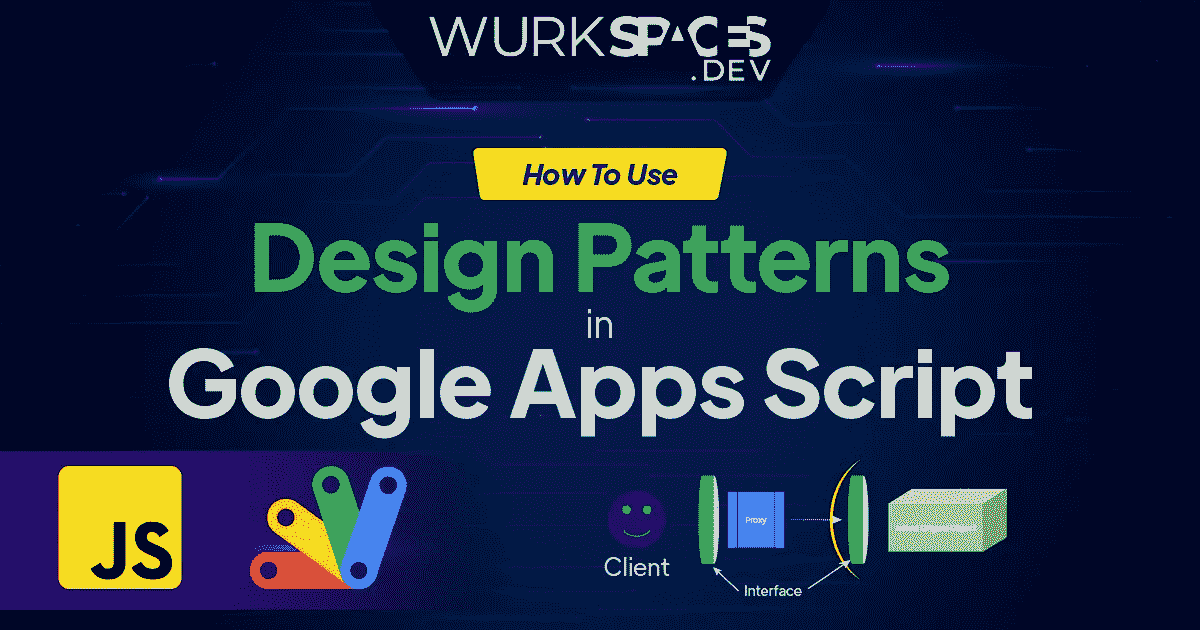 WURKSPACES
.DEV
How To Use
Design Patterns
in
Google Apps Script
JS
Proxy
Client
Interface